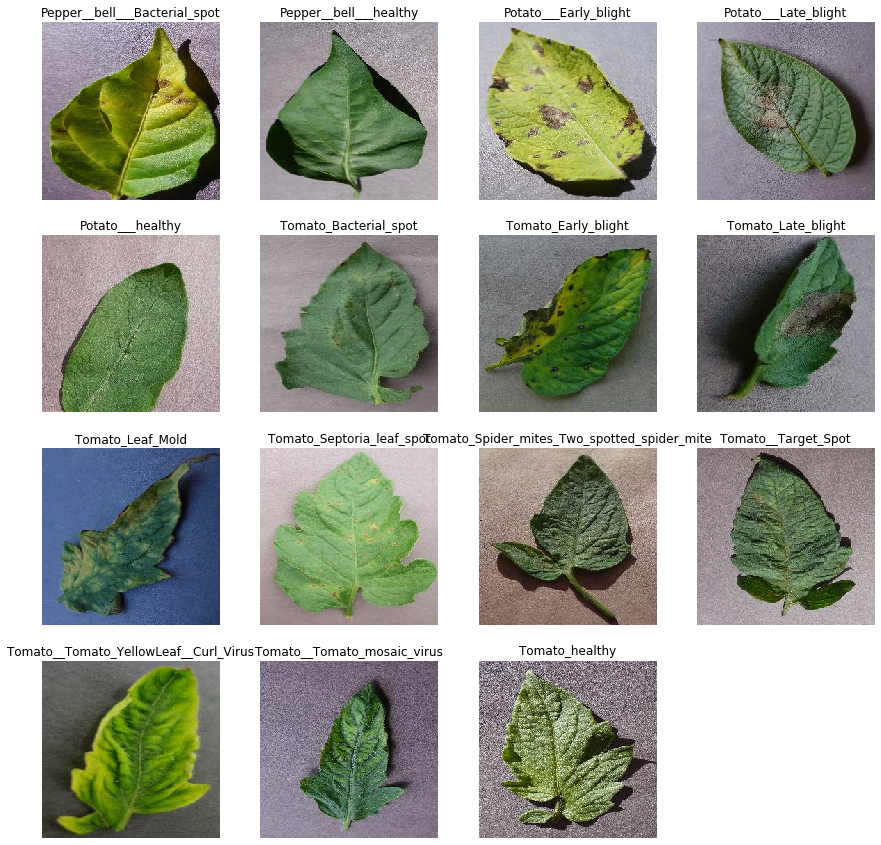 Pepper__bell___Bacterial_spot
Pepper__bell___healthy
Potato___Early_blight
Potato___Late_blight
Potato___healthy
Tomato_Bacterial_spot
Tomato_Early_blight
Tomato_Late_blight
Tomato_Leaf_Mold
Tomato_Septoria_leaf_spot
Tomato_Spider_mites_Two_spotted_spider_mite
Tomato__Target_Spot
Tomato__Tomato_YellowLeaf__Curl_Virus
Tomato__Tomato_mosaic_virus
Tomato_healthy